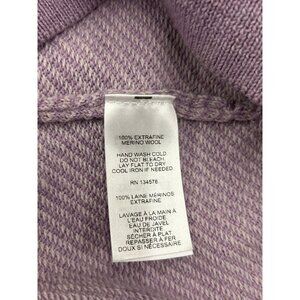 100% EXTRAFINE
MERINO WOOL
HAND WASH COLD
DO NOT BLEACH.
LAY FLAT TO DRY
COOL IRON IF NEEDED.
RN 134578
100% LAINE MÉRINOS
EXTRAFINE
LAVAGE À LA MAIN À
L'EAU FROIDE
EAU DE JAVEL
INTERDITE
SÉCHER À PLAT
REPASSER À FER
DOUX SI NÉCESSAIRE